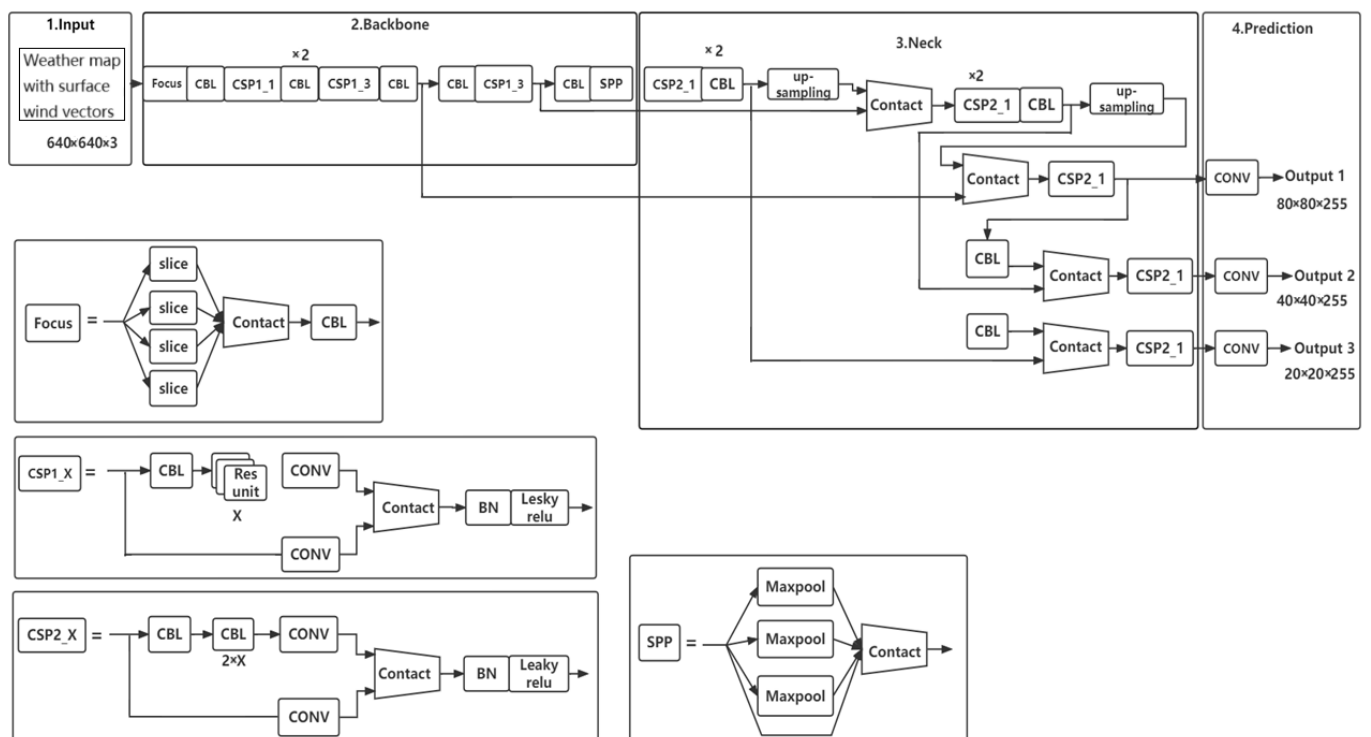 1.Input
Weather map
with surface
wind vectors
640×640×3
2.Backbone
×2
Focus CBL CSP1_1 CBL CSP1_3 CBL CBL CSP1_3 CBL SPP
3.Neck
×2
CSP2_1 CBL
up-
sampling
Contact
×2
CSP2_1 CBL
up-
sampling
Contact
CSP2_1
CBL
Contact
CSP2_1
CBL
Contact
CSP2_1
4.Prediction
CONV
Output 1
80×80×255
CONV
Output 2
40×40×255
CONV
Output 3
20×20×255
Focus =
slice
slice
slice
slice
Contact
CBL
CSP1_X =
CBL
Res
unit
X
CONV
CONV
Contact
BN
Lesky
relu
CSP2_X =
CBL
CBL
2×X
CONV
CONV
Contact
BN
Leaky
relu
SPP =
Maxpool
Maxpool
Maxpool
Contact